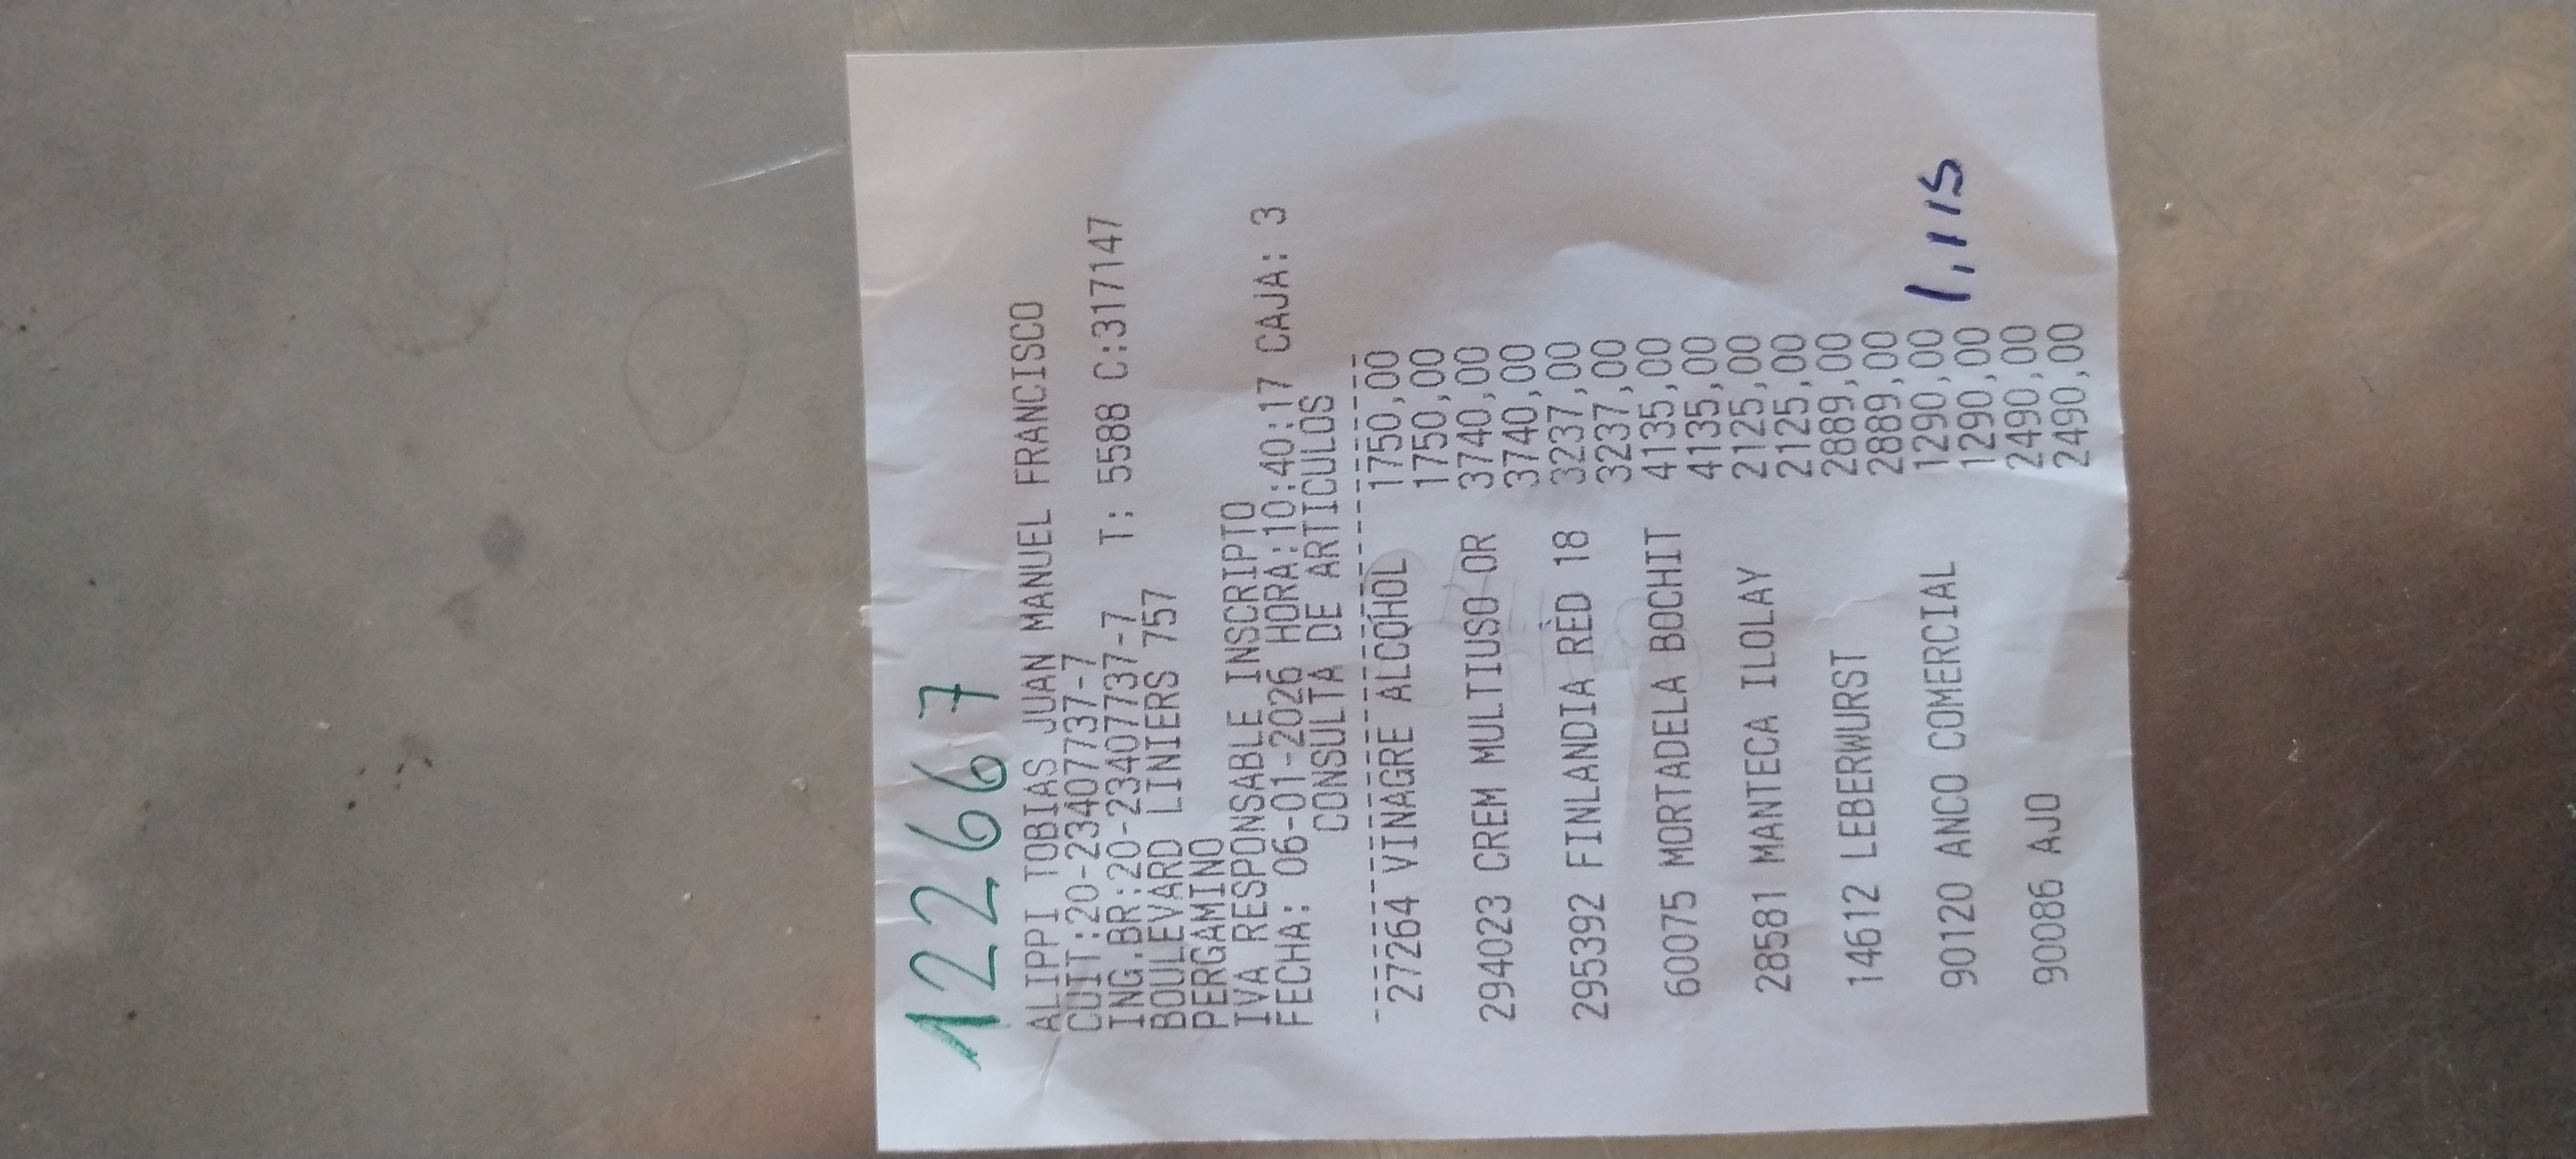 122667
ALIPPI TOBIAS JUAN MANUEL FRANCISCO
CUIT:20-23407737-7
ING.BR:20-23407737-7 T: 5588 C:317147
BOULEVARD LINIERS 757
PERGAMINO
IVA RESPONSABLE INSCRIPTO
FECHA: 06-01-2026 HORA:10:40:17 CAJA: 3
CONSULTA DE ARTICULOS
27264 VINAGRE ALCOHOL 1750,00
1750,00
294023 CREM MULTIUSO OR 3740,00
3740,00
295392 FINLANDIA RED 18 3237,00
3237,00
60075 MORTADELA BOCHIT 4135,00
4135,00
28581 MANTECA ILOLAY 2125,00
2125,00
14612 LEBERWURST 2889,00
2889,00
90120 ANCO COMERCIAL 1290,00 1,115
1290,00
90086 AJO 2490,00
2490,00